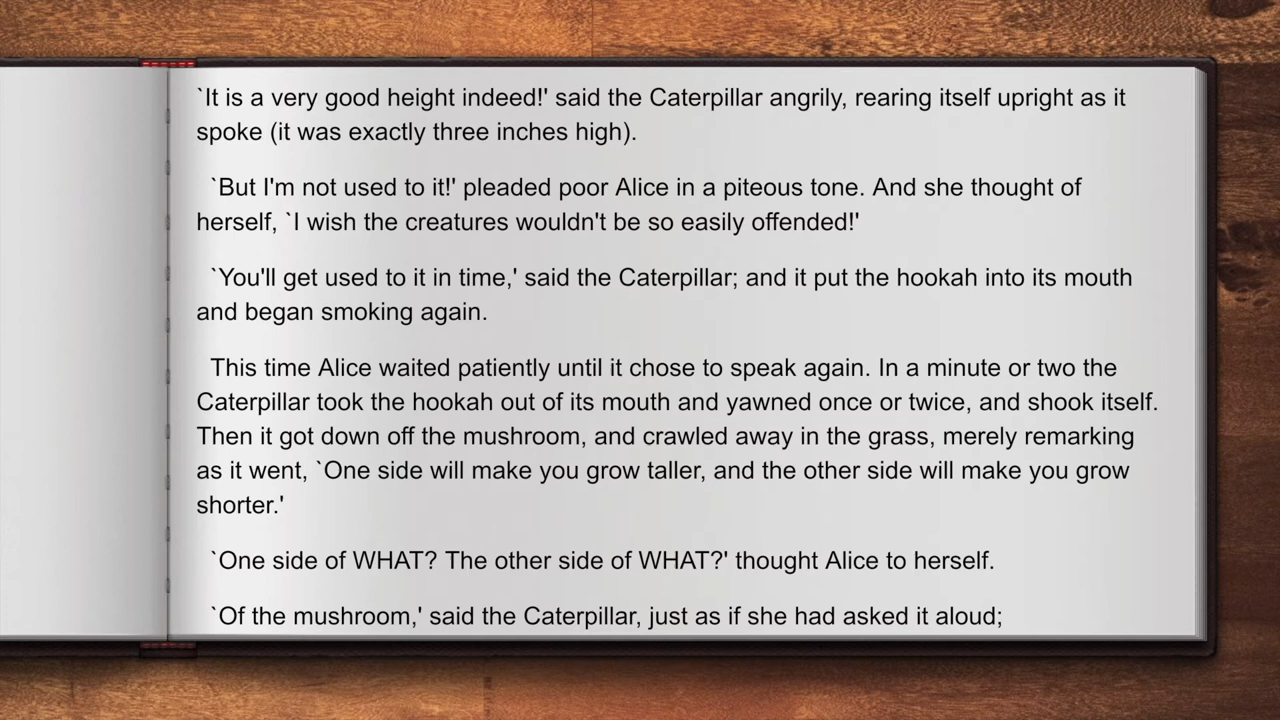 `It is a very good height indeed!' said the Caterpillar angrily, rearing itself upright as it
spoke (it was exactly three inches high).
`But I'm not used to it!' pleaded poor Alice in a piteous tone. And she thought of
herself, `I wish the creatures wouldn't be so easily offended!'
`You'll get used to it in time,' said the Caterpillar; and it put the hookah into its mouth
and began smoking again.
This time Alice waited patiently until it chose to speak again. In a minute or two the
Caterpillar took the hookah out of its mouth and yawned once or twice, and shook itself.
Then it got down off the mushroom, and crawled away in the grass, merely remarking
as it went, `One side will make you grow taller, and the other side will make you grow
shorter.'
`One side of WHAT? The other side of WHAT?' thought Alice to herself.
`Of the mushroom,' said the Caterpillar, just as if she had asked it aloud;